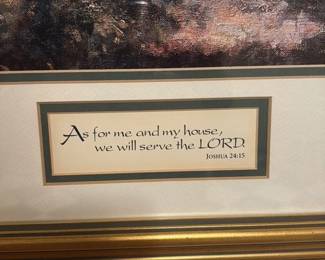 As for me and my house,
we will serve the LORD.
JOSHUA 24:15